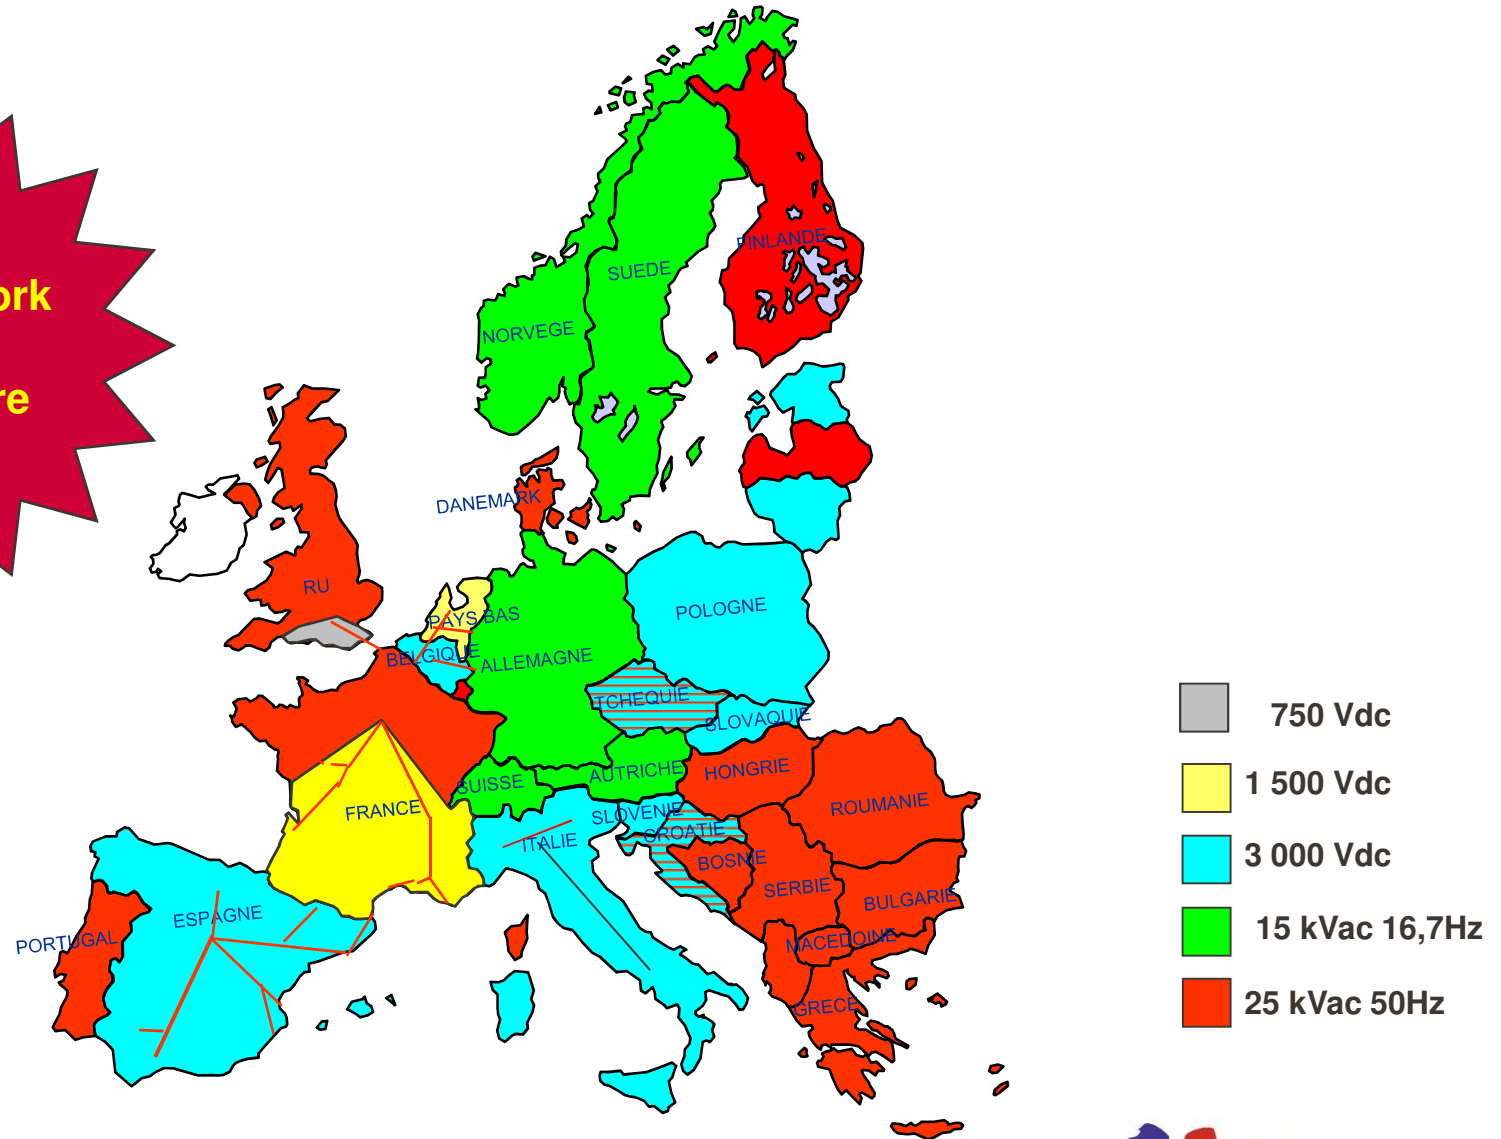 ork
re
FINLANDE
SUEDE
NORVEGE
DANEMARK
RU
PAYS BAS
POLOGNE
BELGIQUE
ALLEMAGNE
TCHEQUIE
SLOVAQUIE
SUISSE
AUTRICHE
HONGRIE
FRANCE
SLOVENIE
ROUMANIE
ITALIE
CROATIE
BOSNIE
SERBIE
BULGARIE
ESPAGNE
PORTUGAL
MACEDOINE
GRECE
750 Vdc
1 500 Vdc
3 000 Vdc
15 kVac 16,7Hz
25 kVac 50Hz